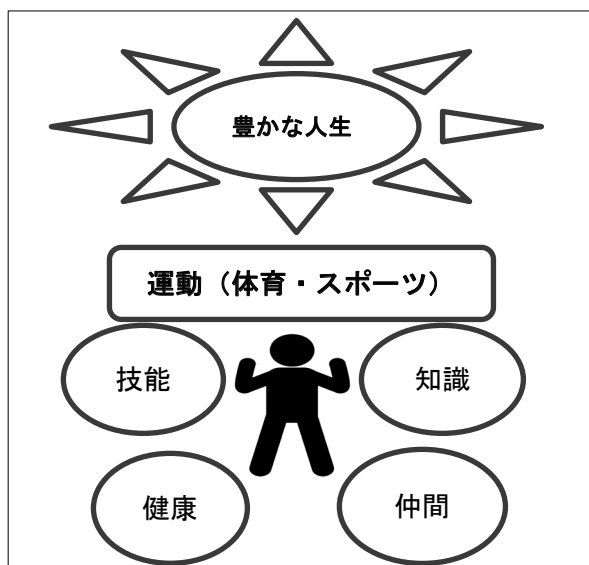 豊かな人生
運動（体育・スポーツ）
技能
知識
健康
仲間